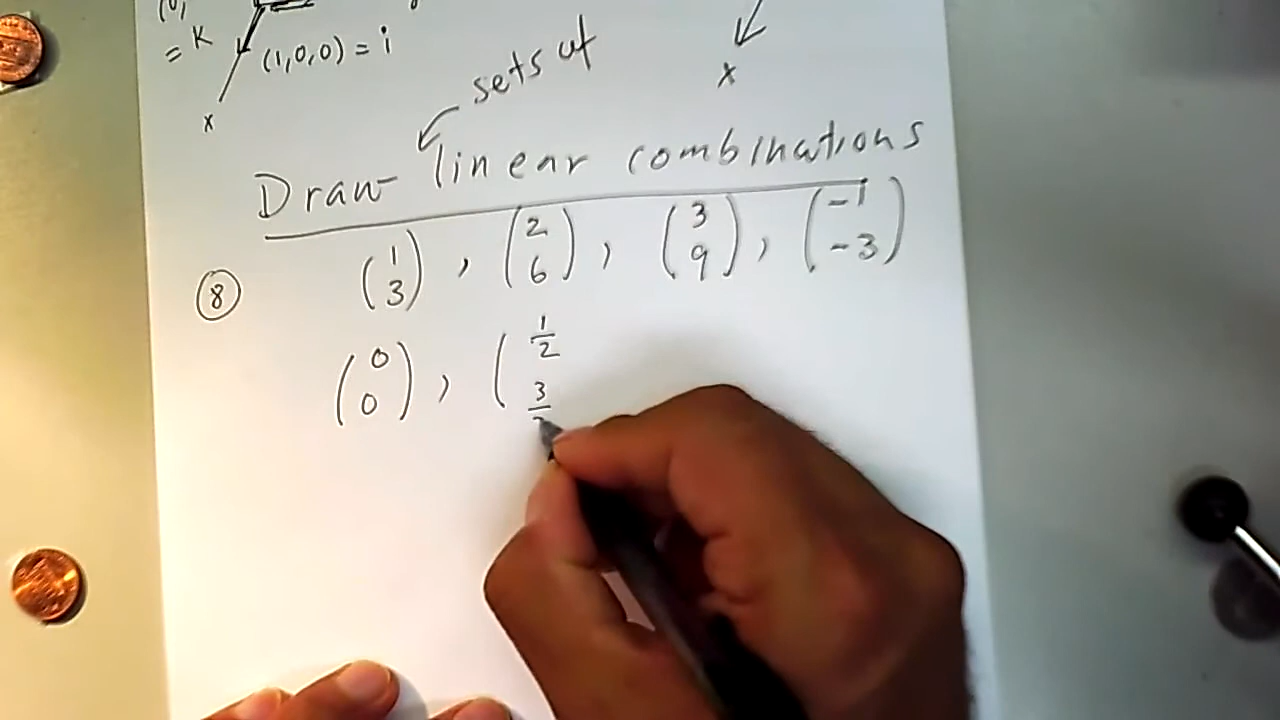 = k
(1,0,0) = i
x
x
sets of
Draw linear combinations
⑧ (1 3), (2 6), (3 9), (-1 -3)
(0 0), (1/2 3/